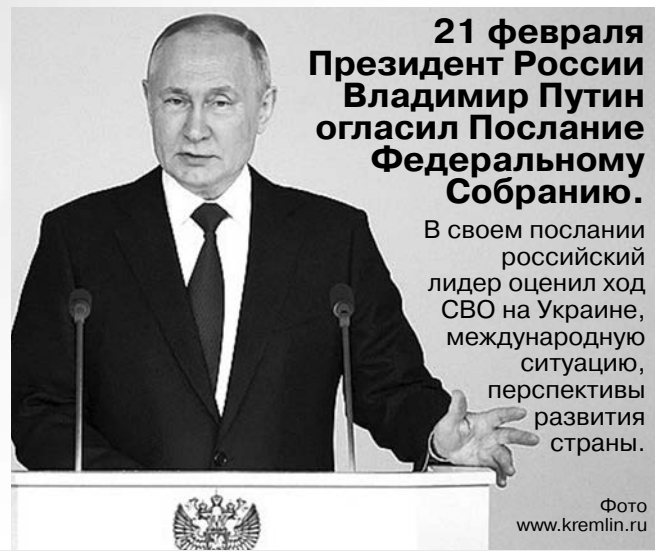 21 февраля
Президент России
Владимир Путин
огласил Послание
Федеральному
Собранию.
В своем послании
российский
лидер оценил ход
СВО на Украине,
международную
ситуацию,
перспективы
развития
страны.
Фото
www.kremlin.ru